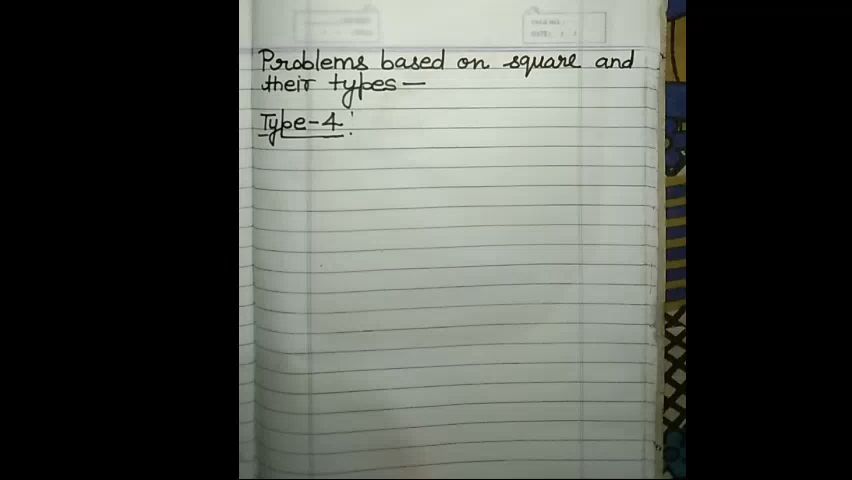 Problems based on square and
their types —
Type-4: